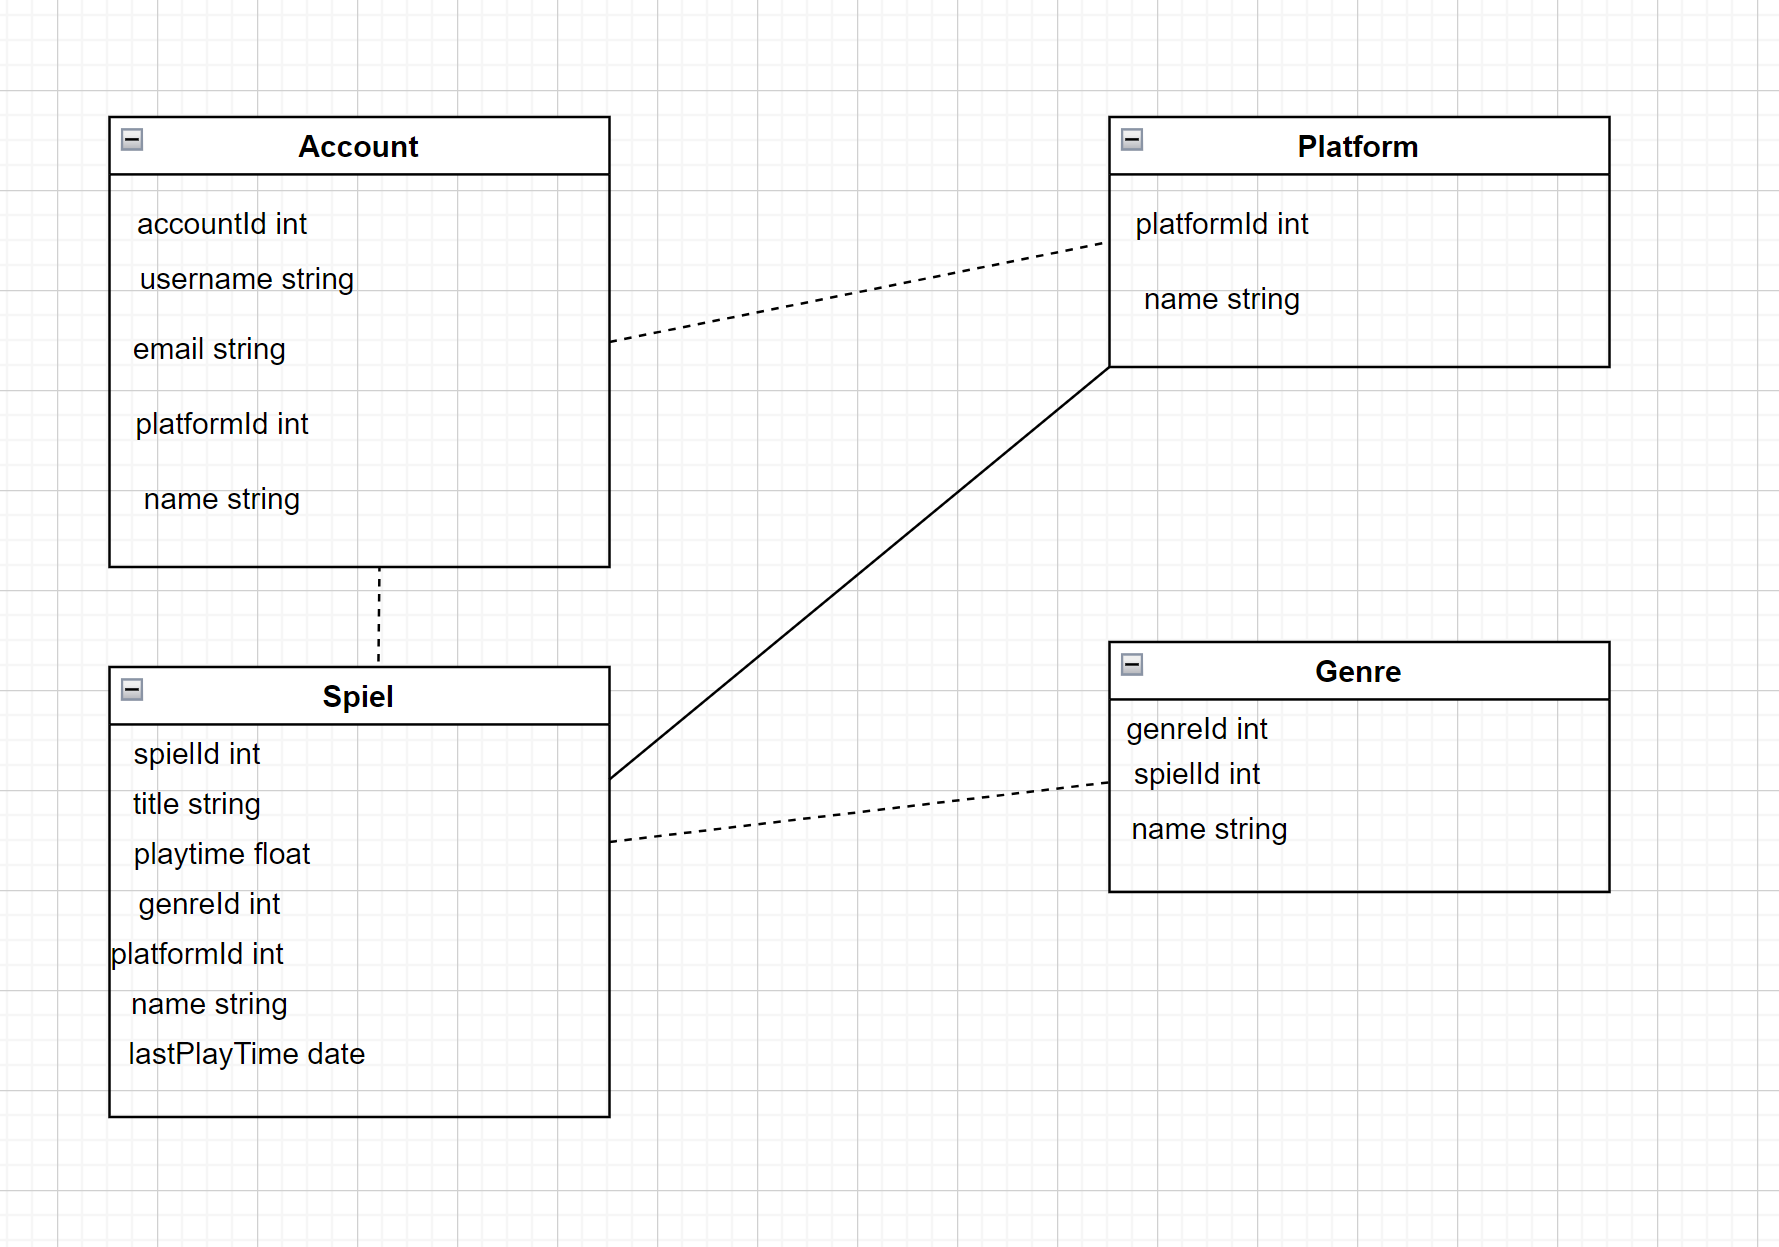 Account
accountId int
username string
email string
platformId int
name string
Platform
platformId int
name string
Spiel
spielId int
title string
playtime float
genreId int
platformId int
name string
lastPlayTime date
Genre
genreId int
spielId int
name string